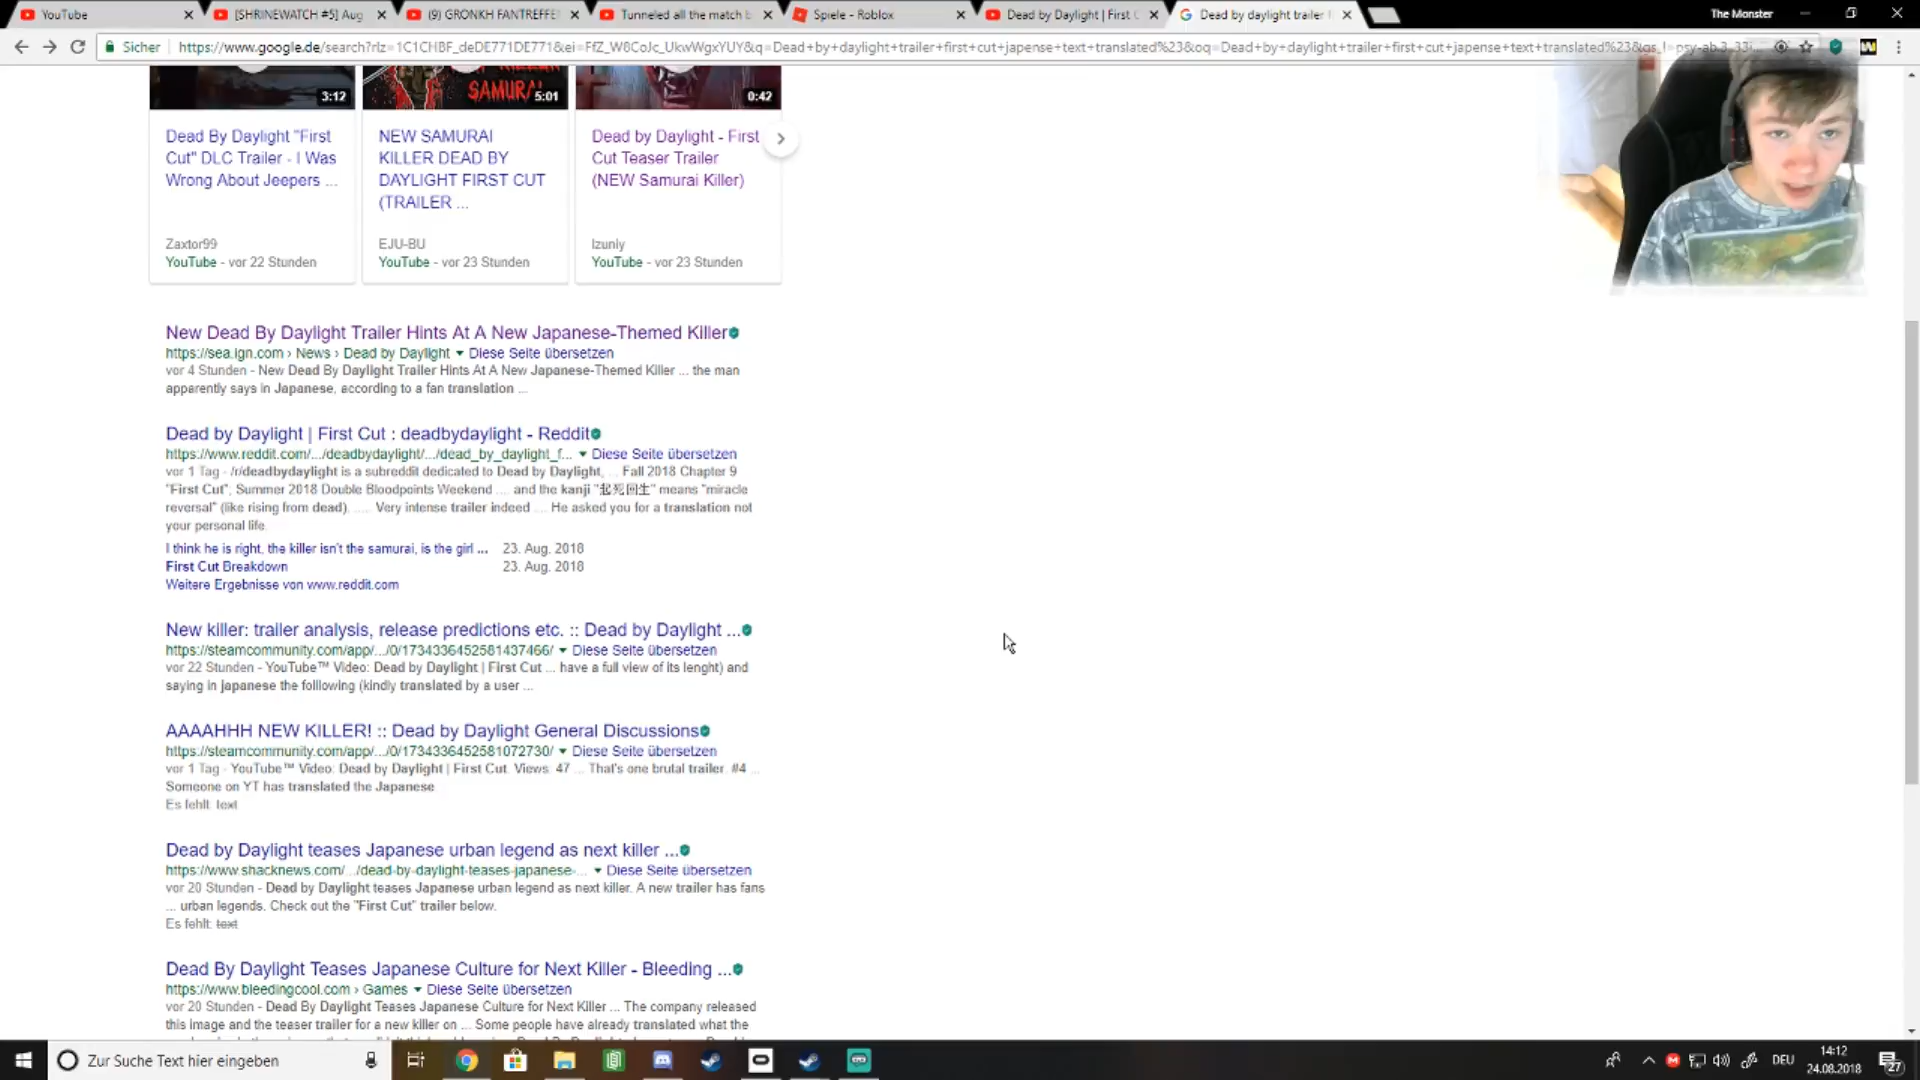 YouTube
[SHRINEWATCH #5] Aug
(9) GRONKH FANTREFFE
Tunneled all the match b
Spiele - Roblox
Dead by Daylight | First C
Dead by daylight trailer
The Monster
Sicher
https://www.google.de/search?rlz=1C1CHBF_deDE771DE771&ei=FfZ_W8CoJc_UkwWgxYUY&q=Dead+by+daylight+trailer+first+cut+japense+text+translated%23&oq=Dead+by+daylight+trailer+first+cut+japense+text+translated%23&gs_l=psy-ab.3..33i...
3:12
SAMURAI
5:01
0:42
Dead By Daylight "First
Cut" DLC Trailer - I Was
Wrong About Jeepers ...
Zaxtor99
YouTube - vor 22 Stunden
NEW SAMURAI
KILLER DEAD BY
DAYLIGHT FIRST CUT
(TRAILER ...
EJU-BU
YouTube - vor 23 Stunden
Dead by Daylight - First
Cut Teaser Trailer
(NEW Samurai Killer)
Izuniy
YouTube - vor 23 Stunden
New Dead By Daylight Trailer Hints At A New Japanese-Themed Killer
https://sea.ign.com › News › Dead by Daylight ▾ Diese Seite übersetzen
vor 4 Stunden - New Dead By Daylight Trailer Hints At A New Japanese-Themed Killer ... the man
apparently says in Japanese, according to a fan translation ...
Dead by Daylight | First Cut : deadbydaylight - Reddit
https://www.reddit.com/.../deadbydaylight/.../dead_by_daylight_f... ▾ Diese Seite übersetzen
vor 1 Tag - /r/deadbydaylight is a subreddit dedicated to Dead by Daylight, ... Fall 2018 Chapter 9
"First Cut", Summer 2018 Double Bloodpoints Weekend .... and the kanji "起死回生" means "miracle
reversal" (like rising from dead). ..... Very intense trailer indeed .... He asked you for a translation not
your personal life.
I think he is right, the killer isn't the samurai, is the girl ... 23. Aug. 2018
First Cut Breakdown 23. Aug. 2018
Weitere Ergebnisse von www.reddit.com
New killer: trailer analysis, release predictions etc. :: Dead by Daylight ...
https://steamcommunity.com/app/.../0/1734336452581437466/ ▾ Diese Seite übersetzen
vor 22 Stunden - YouTube™ Video: Dead by Daylight | First Cut ... have a full view of its lenght) and
saying in japanese the folllowing (kindly translated by a user ...
AAAAHHH NEW KILLER! :: Dead by Daylight General Discussions
https://steamcommunity.com/app/.../0/1734336452581072730/ ▾ Diese Seite übersetzen
vor 1 Tag - YouTube™ Video: Dead by Daylight | First Cut. Views: 47 ... That's one brutal trailer. #4 ...
Someone on YT has translated the Japanese
Es fehlt: text
Dead by Daylight teases Japanese urban legend as next killer ...
https://www.shacknews.com/.../dead-by-daylight-teases-japanese-... ▾ Diese Seite übersetzen
vor 20 Stunden - Dead by Daylight teases Japanese urban legend as next killer. A new trailer has fans
... urban legends. Check out the "First Cut" trailer below.
Es fehlt: text
Dead By Daylight Teases Japanese Culture for Next Killer - Bleeding ...
https://www.bleedingcool.com › Games ▾ Diese Seite übersetzen
vor 20 Stunden - Dead By Daylight Teases Japanese Culture for Next Killer ... The company released
this image and the teaser trailer for a new killer on ... Some people have already translated what the
Zur Suche Text hier eingeben
DEU
14:12
24.08.2018
27